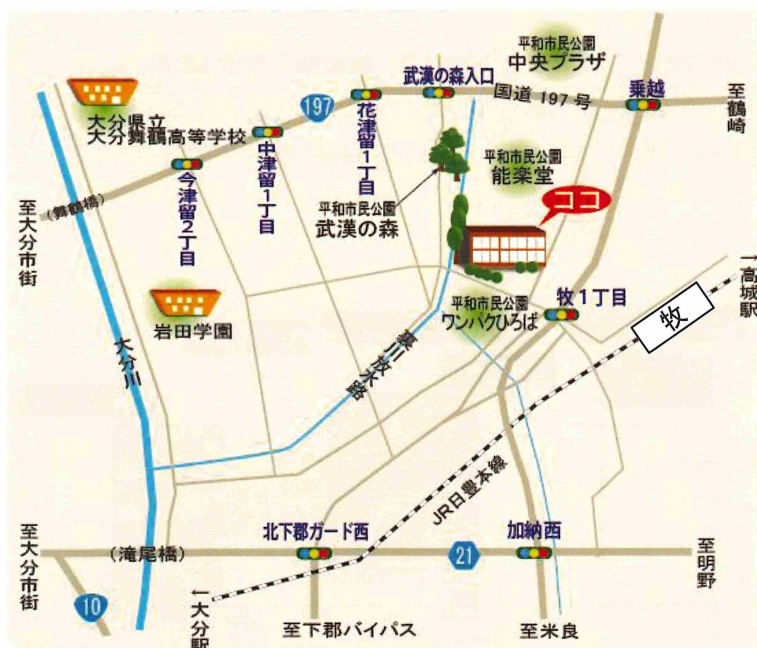 平和市民公園
中央プラザ
武漢の森入口
国道 197 号
乗越
至鶴崎
大分県立
大分舞鶴高等学校
197
花津留1丁目
中津留1丁目
今津留2丁目
(舞鶴橋)
至大分市街
平和市民公園
能楽堂
平和市民公園
武漢の森
ココ
→高城駅
牧
牧1丁目
平和市民公園
ワンパクひろば
岩田学園
大分川
裏川放水路
JR日豊本線
北下郡ガード西
加納西
至大分市街
(滝尾橋)
21
至明野
10
←大分駅
至下郡バイパス
至米良